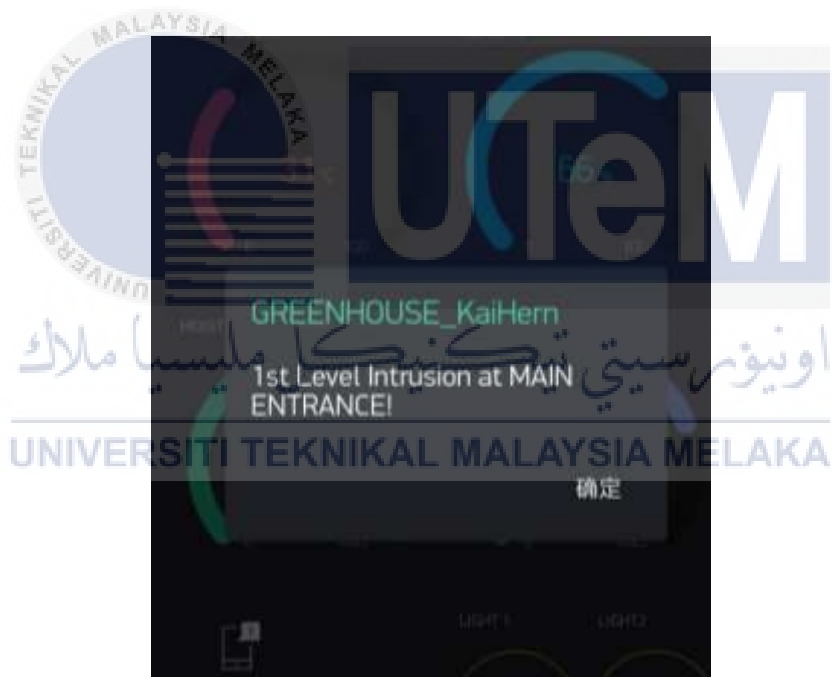 UNIVERSITI TEKNIKAL MALAYSIA MELAKA
UTeM
GREENHOUSE_KaiHern
1st Level Intrusion at MAIN
ENTRANCE!
اونيۏرسيتي تيكنيكل مليسيا ملاك
UNIVERSITI TEKNIKAL MALAYSIA MELAKA
确定
LIGHT 1
LIGHT2